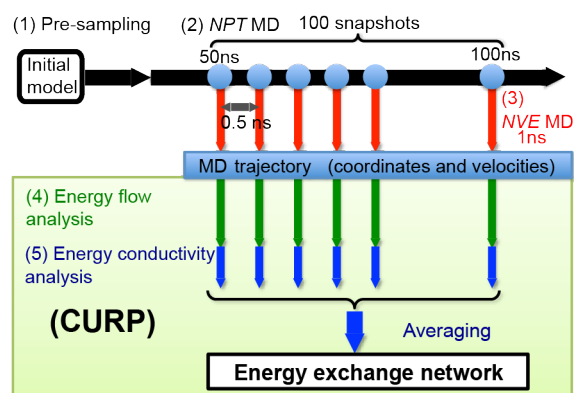 (1) Pre-sampling
(2) NPT MD
100 snapshots
Initial
model
50ns
100ns
0.5 ns
(3)
NVE MD
1ns
MD trajectory (coordinates and velocities)
(4) Energy flow
analysis
(5) Energy conductivity
analysis
(CURP)
Averaging
Energy exchange network